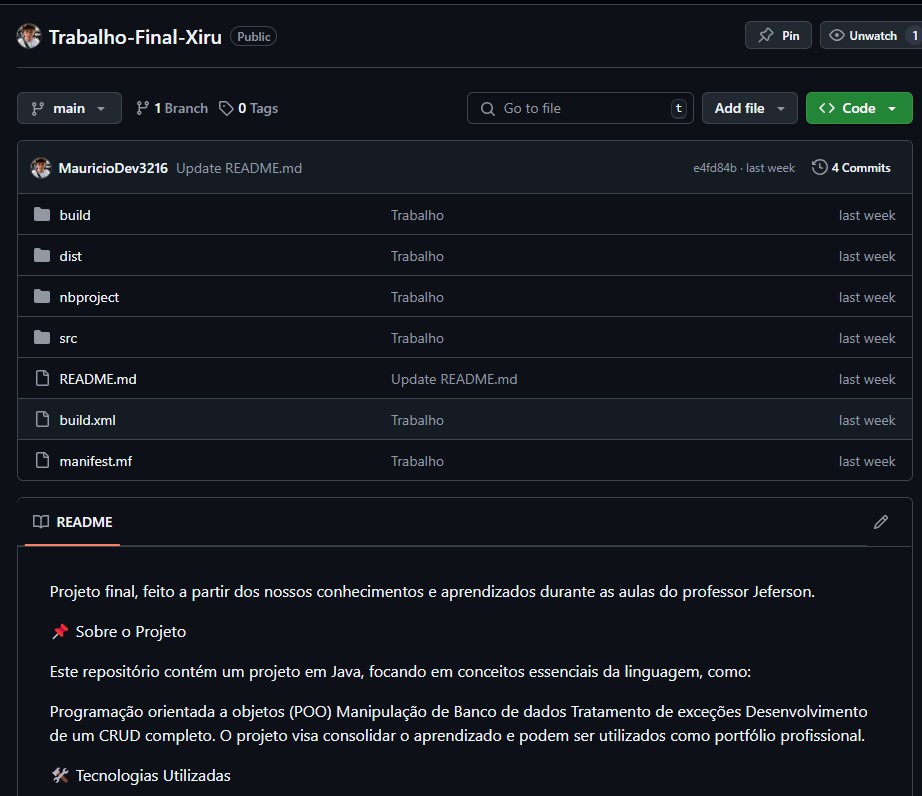 Trabalho-Final-Xiru Public Pin Unwatch 1
main 1 Branch 0 Tags Go to file t Add file Code
MauricioDev3216 Update README.md e4fd84b · last week 4 Commits
build Trabalho last week
dist Trabalho last week
nbproject Trabalho last week
src Trabalho last week
README.md Update README.md last week
build.xml Trabalho last week
manifest.mf Trabalho last week
README
Projeto final, feito a partir dos nossos conhecimentos e aprendizados durante as aulas do professor Jeferson.
📌 Sobre o Projeto
Este repositório contém um projeto em Java, focando em conceitos essenciais da linguagem, como:
Programação orientada a objetos (POO) Manipulação de Banco de dados Tratamento de exceções Desenvolvimento
de um CRUD completo. O projeto visa consolidar o aprendizado e podem ser utilizados como portfólio profissional.
🛠 Tecnologias Utilizadas